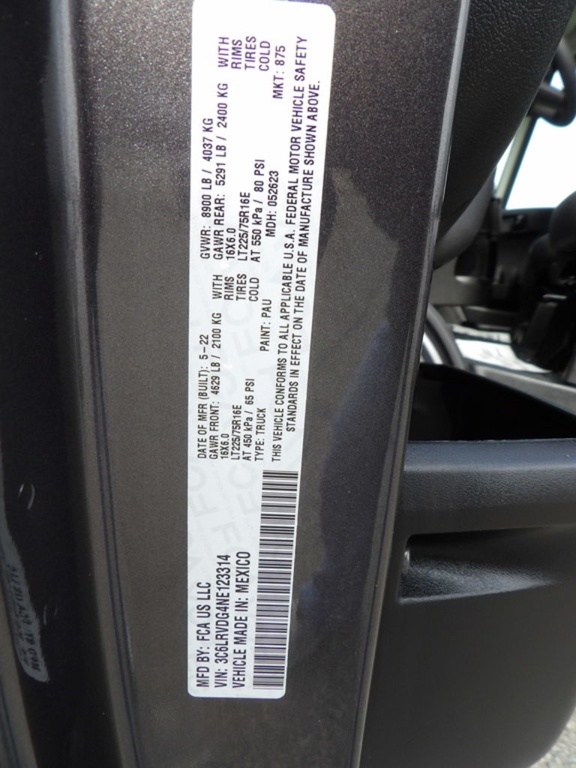 MFD BY: FCA US LLC
DATE OF MFR (BUILT): 5-22
GVWR: 8900 LB / 4037 KG
VIN: 3C6LRVDG4NE123314
GAWR FRONT: 4629 LB / 2100 KG WITH
GAWR REAR: 5291 LB / 2400 KG WITH
VEHICLE MADE IN: MEXICO
16X6.0 RIMS
16X6.0 RIMS
LT225/75R16E TIRES
LT225/75R16E TIRES
AT 450 kPa / 65 PSI COLD
AT 550 kPa / 80 PSI COLD
TYPE: TRUCK PAINT: PAU MDH: 052623 MKT: 875
THIS VEHICLE CONFORMS TO ALL APPLICABLE U.S.A. FEDERAL MOTOR VEHICLE SAFETY
STANDARDS IN EFFECT ON THE DATE OF MANUFACTURE SHOWN ABOVE.